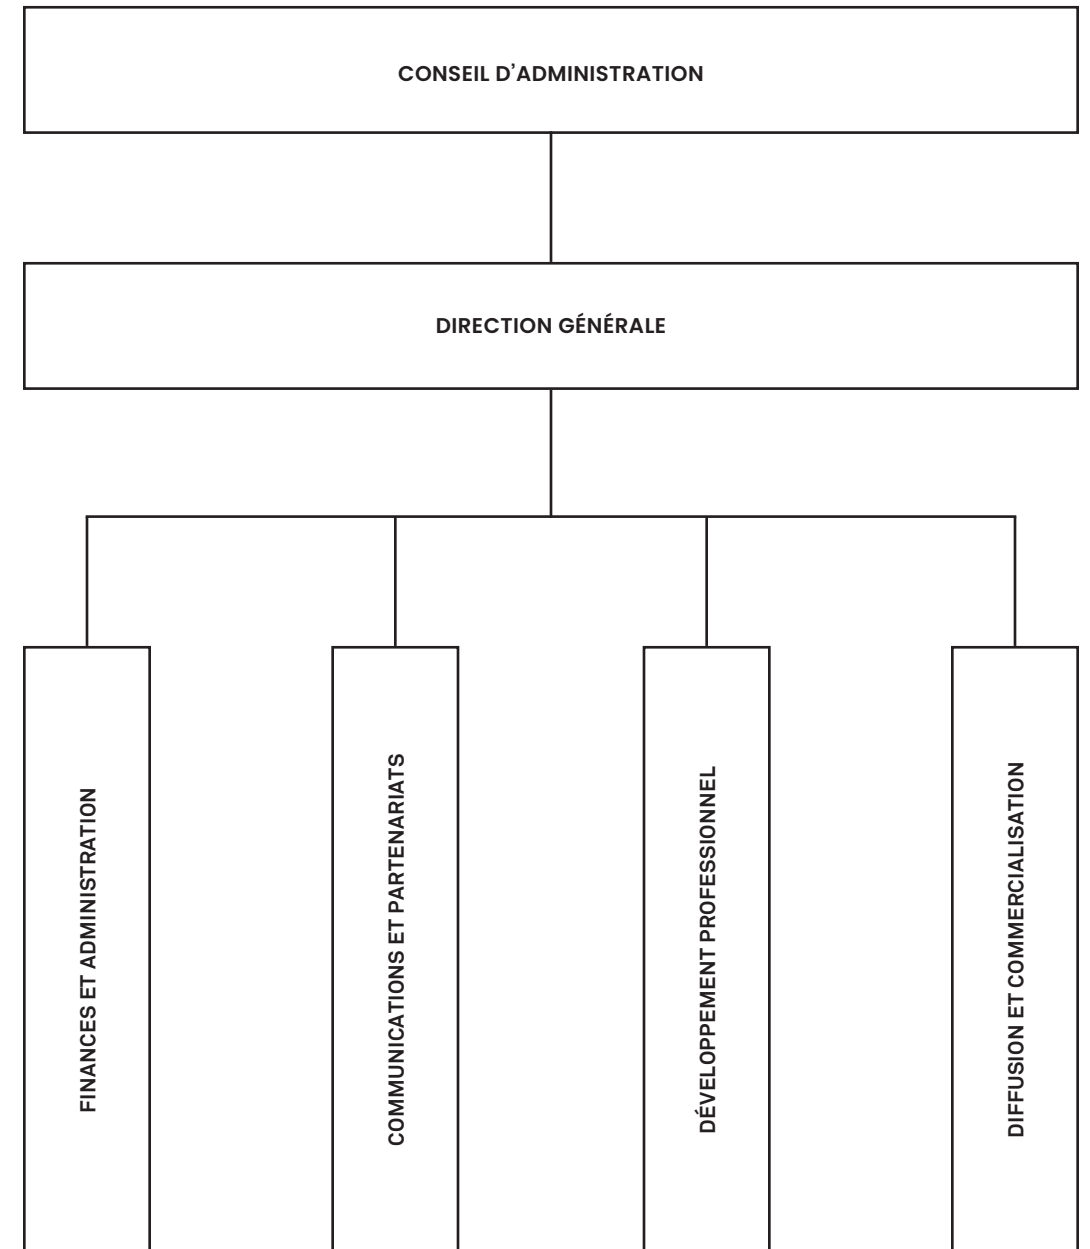 CONSEIL D’ADMINISTRATION
DIRECTION GÉNÉRALE
FINANCES ET ADMINISTRATION
COMMUNICATIONS ET PARTENARIATS
DÉVELOPPEMENT PROFESSIONNEL
DIFFUSION ET COMMERCIALISATION